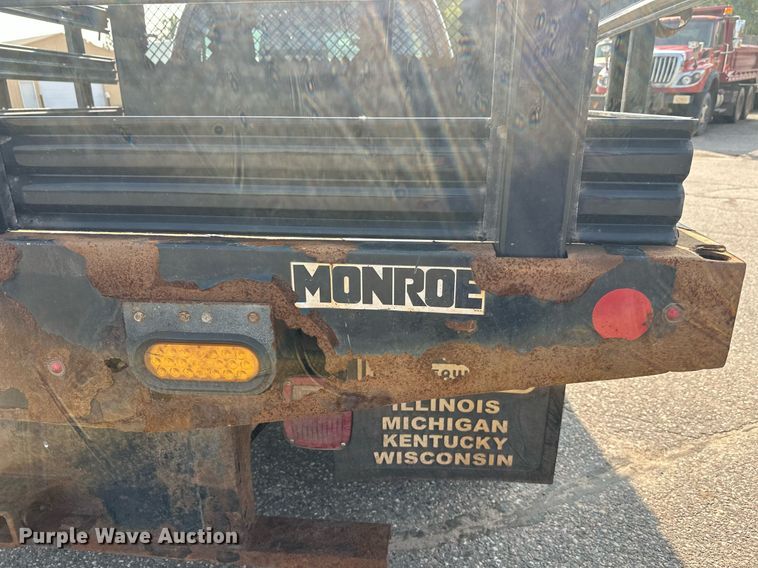 MONROE
ILLINOIS
MICHIGAN
KENTUCKY
WISCONSIN
Purple Wave Auction